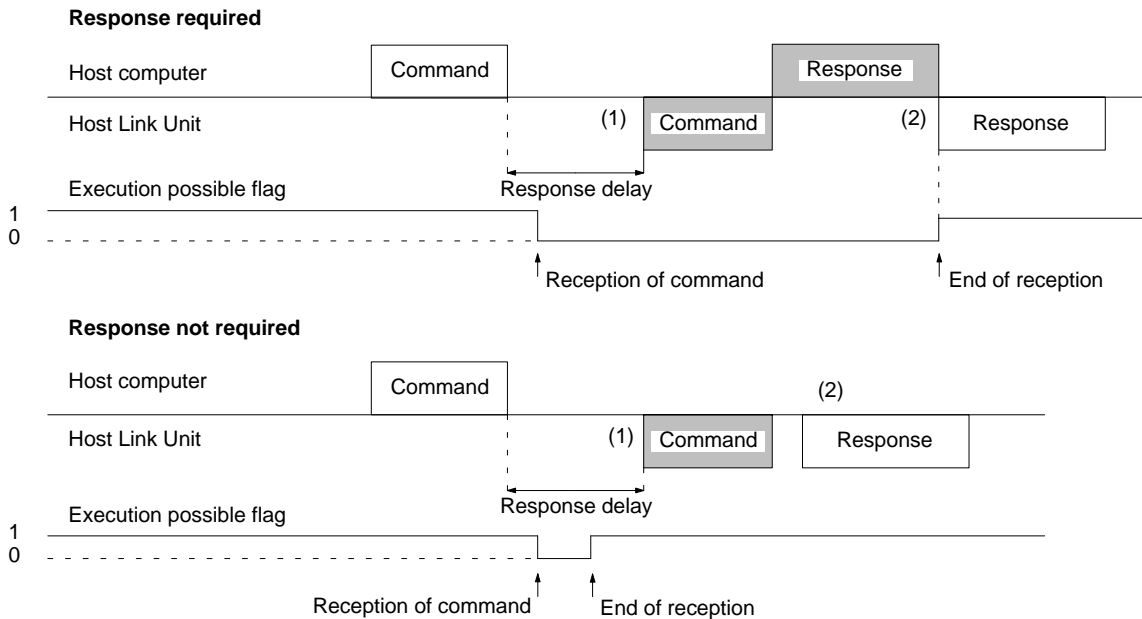 Response required
Host computer
Command
Response
Host Link Unit
(1)
Command
(2)
Response
Response delay
Execution possible flag
1
0
Reception of command
End of reception
Response not required
Host computer
Command
(2)
Host Link Unit
(1)
Command
Response
Response delay
Execution possible flag
1
0
Reception of command
End of reception